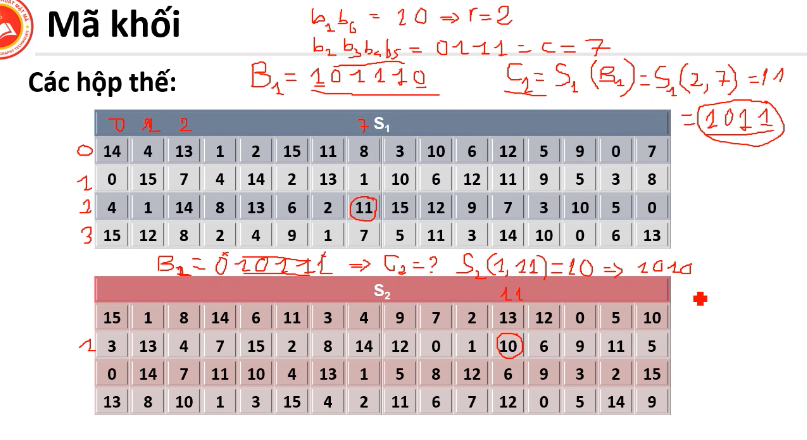 Mã khối
b₁b₆ = 10 ⇒ r=2
b₂b₃b₄b₅ = 0111 = c = 7
Các hộp thế:
B₁ = 101110 C₁ = S₁(B₁) = S₁(2,7) = 11
= 1011
0 1 2 7
S₁
0 14 4 13 1 2 15 11 8 3 10 6 12 5 9 0 7
1 0 15 7 4 14 2 13 1 10 6 12 11 9 5 3 8
2 4 1 14 8 13 6 2 11 15 12 9 7 3 10 5 0
3 15 12 8 2 4 9 1 7 5 11 3 14 10 0 6 13
B₂ = 010111 ⇒ C₂ = ? S₂(1,11) = 10 ⇒ 1010
S₂
11
15 1 8 14 6 11 3 4 9 7 2 13 12 0 5 10
1 3 13 4 7 15 2 8 14 12 0 1 10 6 9 11 5
0 14 7 11 10 4 13 1 5 8 12 6 9 3 2 15
13 8 10 1 3 15 4 2 11 6 7 12 0 5 14 9